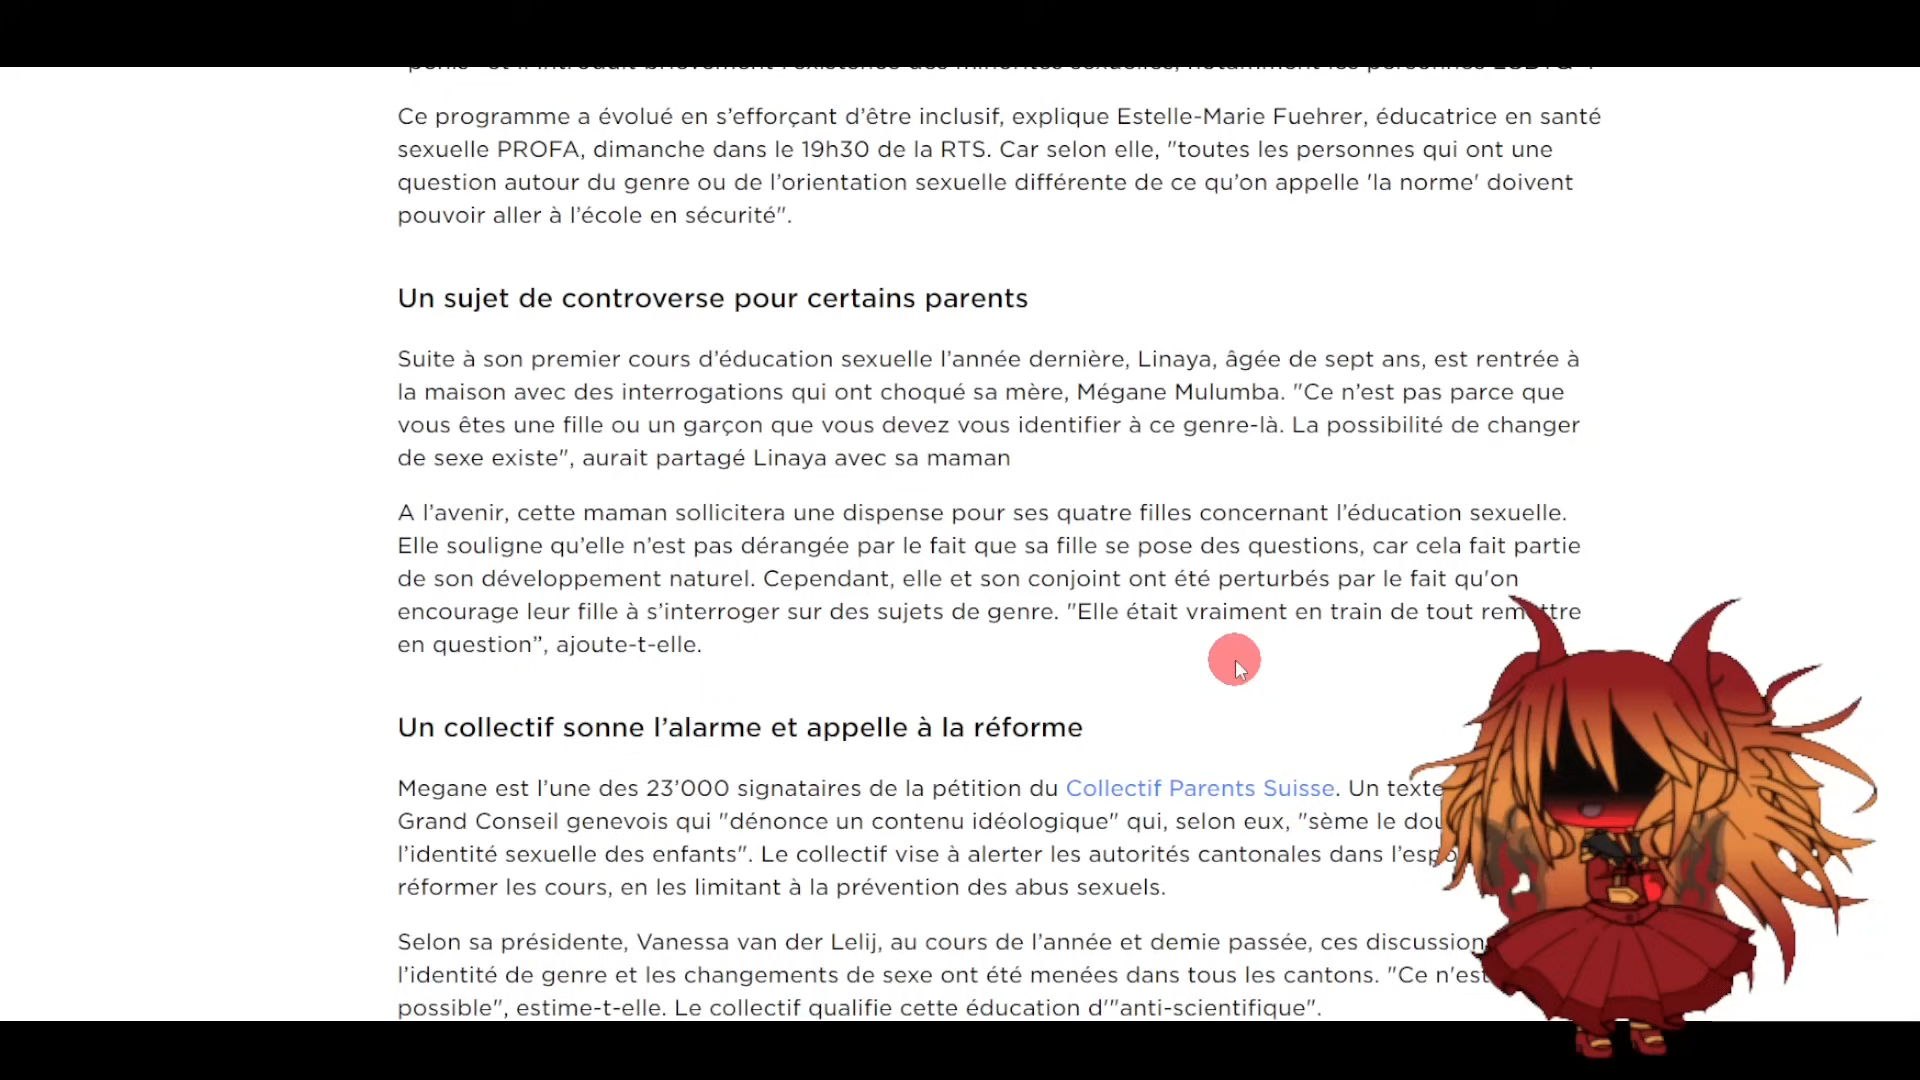 Ce programme a évolué en s’efforçant d’être inclusif, explique Estelle-Marie Fuehrer, éducatrice en santé
sexuelle PROFA, dimanche dans le 19h30 de la RTS. Car selon elle, "toutes les personnes qui ont une
question autour du genre ou de l’orientation sexuelle différente de ce qu’on appelle 'la norme' doivent
pouvoir aller à l’école en sécurité".
Un sujet de controverse pour certains parents
Suite à son premier cours d’éducation sexuelle l’année dernière, Linaya, âgée de sept ans, est rentrée à
la maison avec des interrogations qui ont choqué sa mère, Mégane Mulumba. "Ce n’est pas parce que
vous êtes une fille ou un garçon que vous devez vous identifier à ce genre-là. La possibilité de changer
de sexe existe", aurait partagé Linaya avec sa maman
A l’avenir, cette maman sollicitera une dispense pour ses quatre filles concernant l’éducation sexuelle.
Elle souligne qu’elle n’est pas dérangée par le fait que sa fille se pose des questions, car cela fait partie
de son développement naturel. Cependant, elle et son conjoint ont été perturbés par le fait qu'on
encourage leur fille à s’interroger sur des sujets de genre. "Elle était vraiment en train de tout remettre
en question”, ajoute-t-elle.
Un collectif sonne l’alarme et appelle à la réforme
Megane est l’une des 23’000 signataires de la pétition du Collectif Parents Suisse. Un texte
Grand Conseil genevois qui "dénonce un contenu idéologique" qui, selon eux, "sème le
l’identité sexuelle des enfants". Le collectif vise à alerter les autorités cantonales dans
réformer les cours, en les limitant à la prévention des abus sexuels.
Selon sa présidente, Vanessa van der Lelij, au cours de l’année et demie passée, ces
l’identité de genre et les changements de sexe ont été menées dans tous les cantons. "Ce n'est
possible", estime-t-elle. Le collectif qualifie cette éducation d'"anti-scientifique".